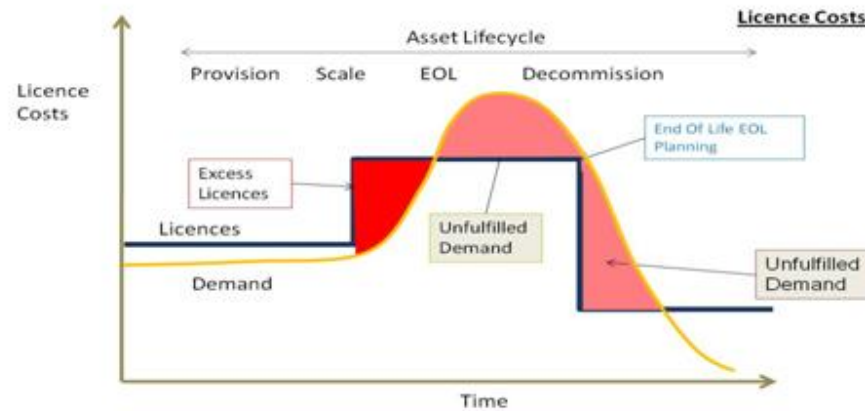 Licence Costs
Asset Lifecycle
Provision Scale EOL Decommission
Licence
Costs
End Of Life EOL
Planning
Excess
Licences
Licences
Unfulfilled
Demand
Unfulfilled
Demand
Demand
Time